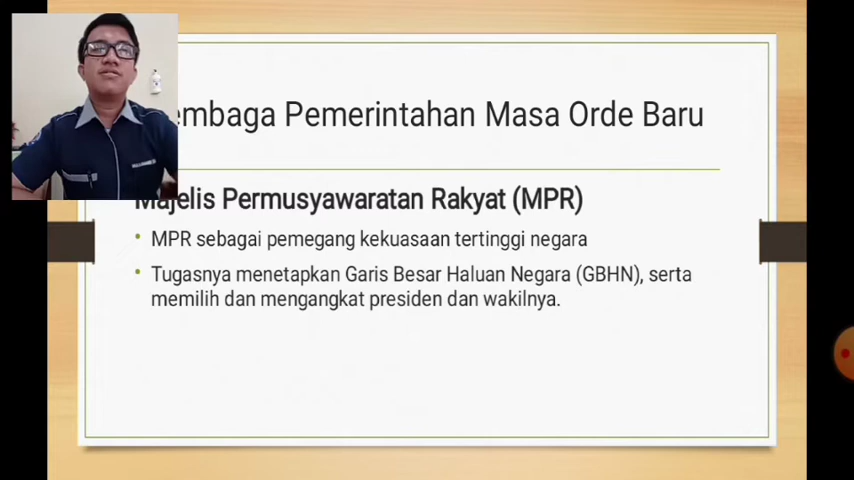 embaga Pemerintahan Masa Orde Baru
Majelis Permusyawaratan Rakyat (MPR)
MPR sebagai pemegang kekuasaan tertinggi negara
Tugasnya menetapkan Garis Besar Haluan Negara (GBHN), serta
memilih dan mengangkat presiden dan wakilnya.